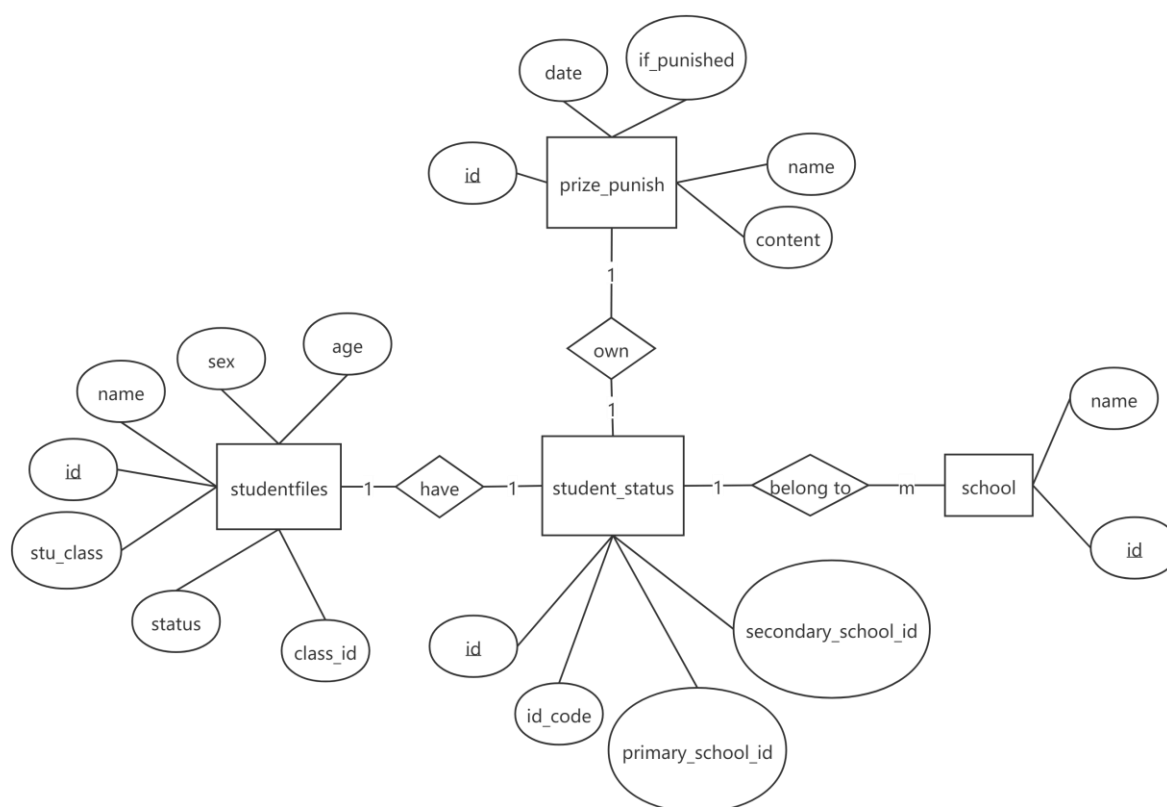 if_punished
date
name
id
prize_punish
content
1
own
1
age
sex
name
id
studentfiles
1
have
1
student_status
1
belong to
m
school
name
id
stu_class
status
class_id
id
id_code
primary_school_id
secondary_school_id